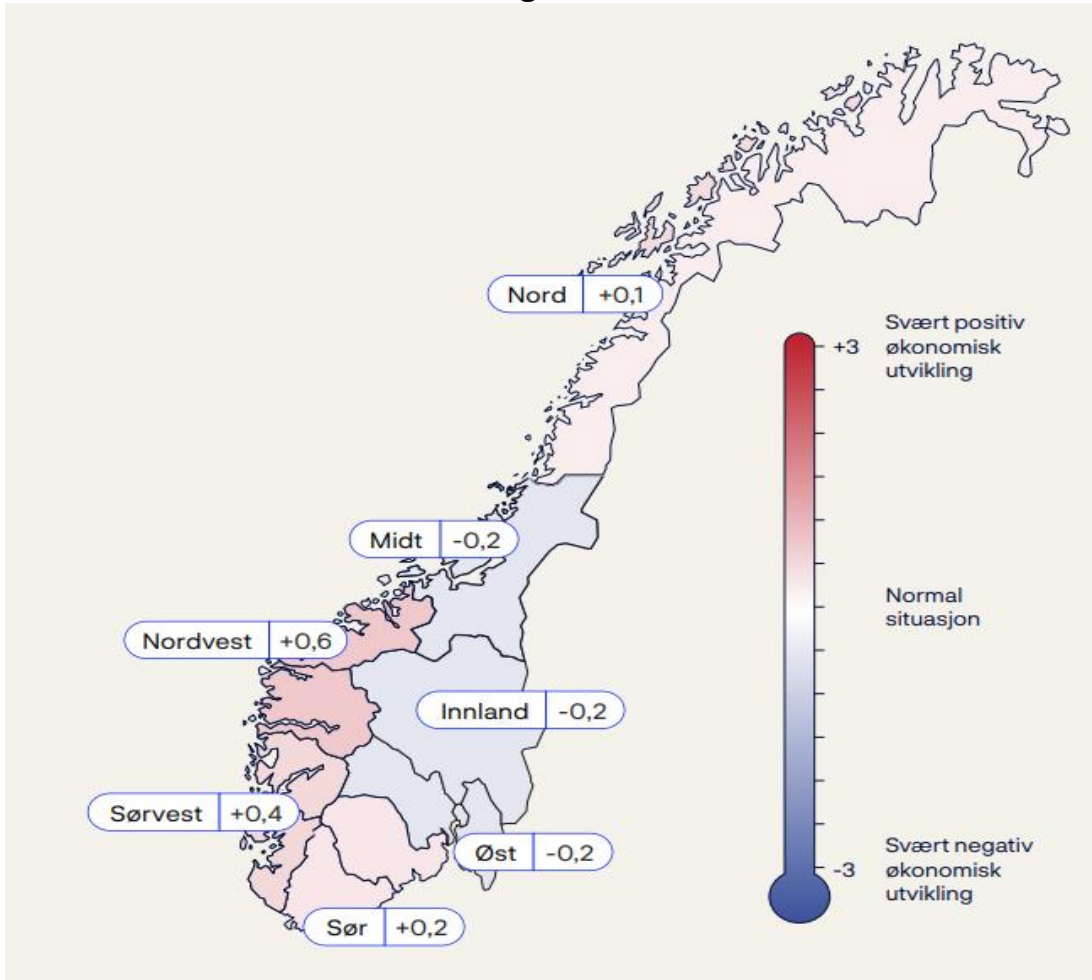 g
Nord +0,1
Svært positiv
økonomisk
utvikling
+3
Midt -0,2
Normal
situasjon
Nordvest +0,6
Innland -0,2
Sørvest +0,4
Øst -0,2
Svært negativ
økonomisk
utvikling
-3
Sør +0,2